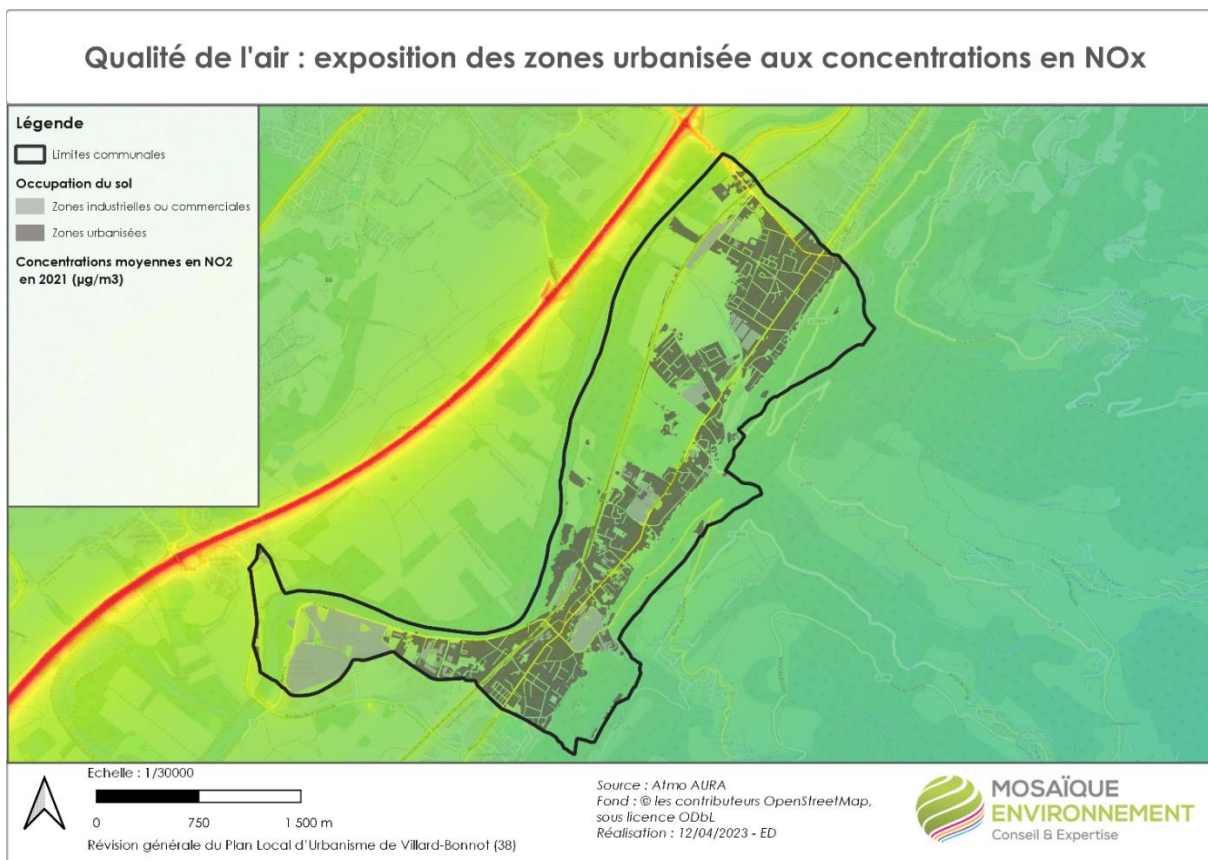 Qualité de l'air : exposition des zones urbanisée aux concentrations en NOx
Légende
Limites communales
Occupation du sol
Zones industrielles ou commerciales
Zones urbanisées
Concentrations moyennes en NO2
en 2021 (µg/m3)
Echelle : 1/30000
0 750 1 500 m
Révision générale du Plan Local d'Urbanisme de Villard-Bonnot (38)
Source : Atmo AURA
Fond : © les contributeurs OpenStreetMap,
sous licence ODbL
Réalisation : 12/04/2023 - ED
MOSAÏQUE
ENVIRONNEMENT
Conseil & Expertise